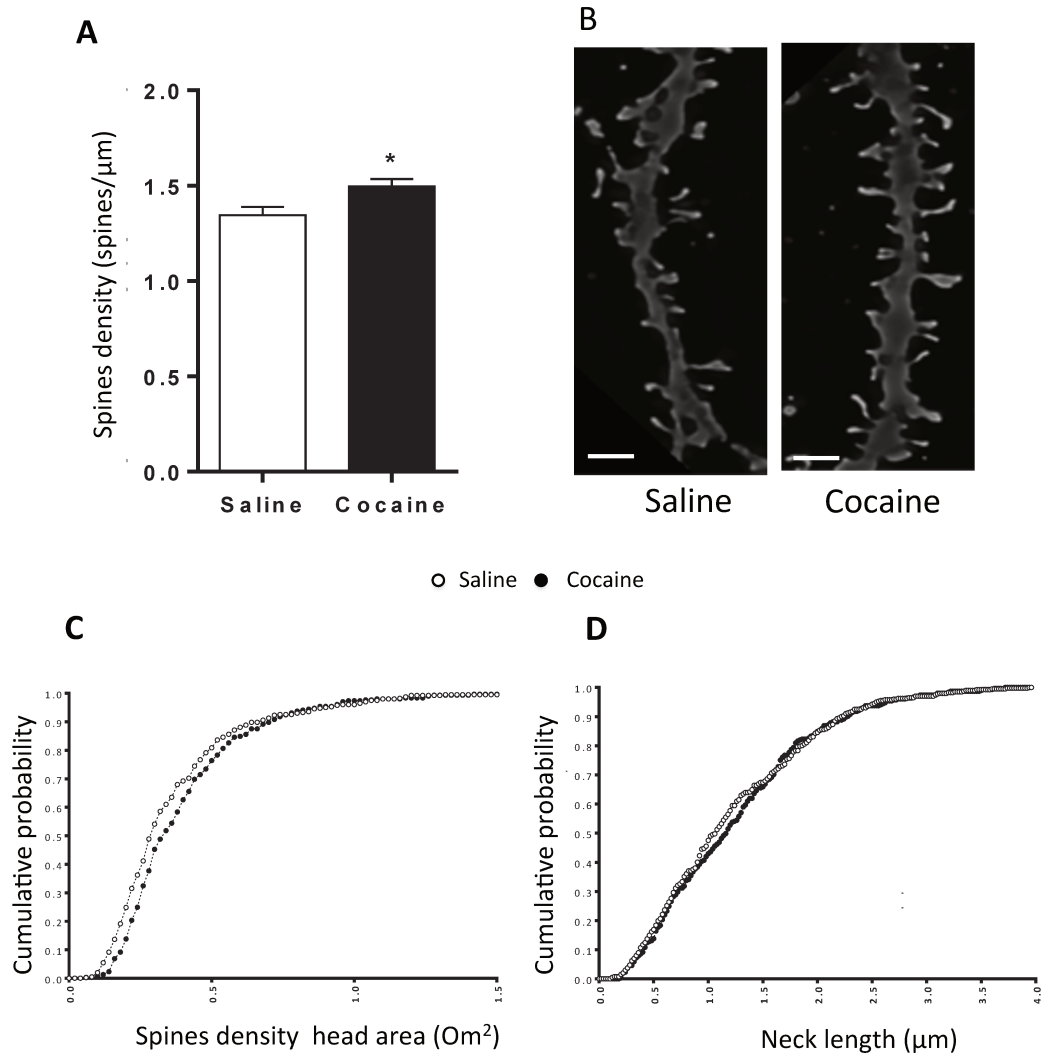 A
Spines density (spines/µm)
2.0
1.5
1.0
0.5
0.0
*
Saline Cocaine
B
Saline Cocaine
Saline Cocaine
C
Cumulative probability
1.0
0.9
0.8
0.7
0.6
0.5
0.4
0.3
0.2
0.1
0.0
0.0 0.5 1.0 1.5
Spines density head area (Om²)
D
Cumulative probability
1.0
0.9
0.8
0.7
0.6
0.5
0.4
0.3
0.2
0.1
0.0
0.0 0.5 1.0 1.5 2.0 2.5 3.0 3.5 4.0
Neck length (µm)